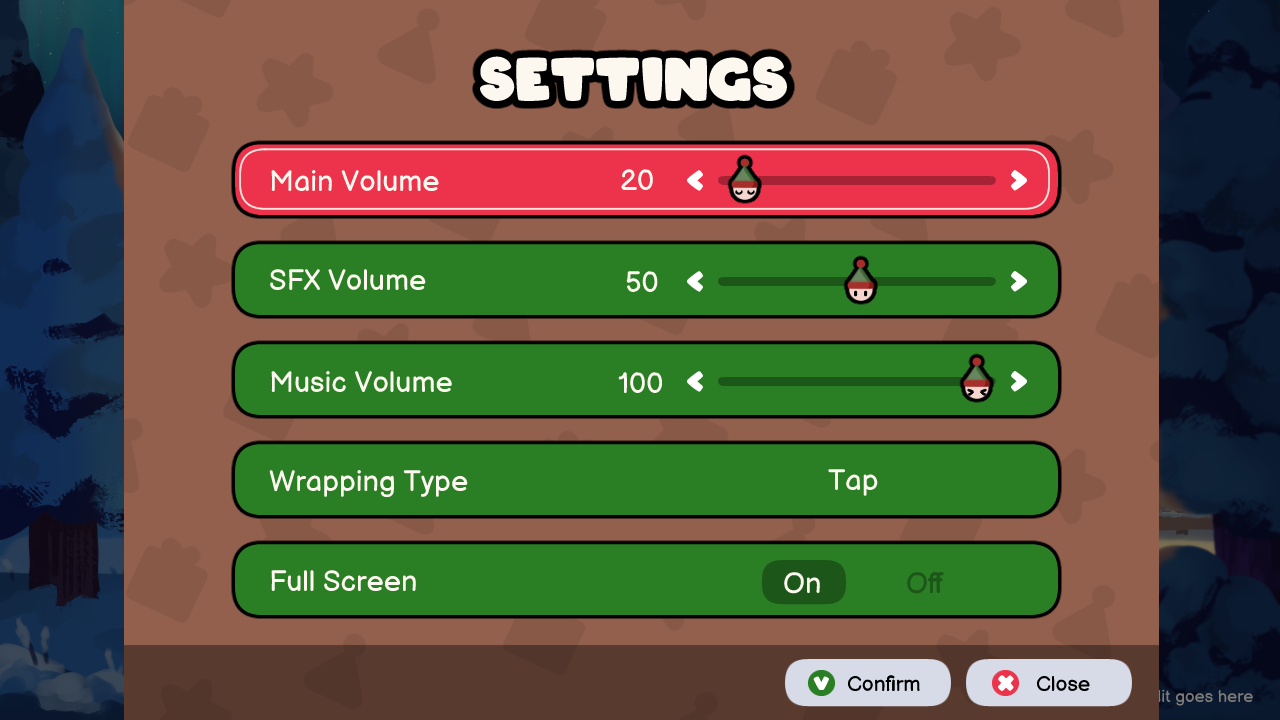 SETTINGS
Main Volume 20
SFX Volume 50
Music Volume 100
Wrapping Type Tap
Full Screen On Off
Confirm Close
goes here